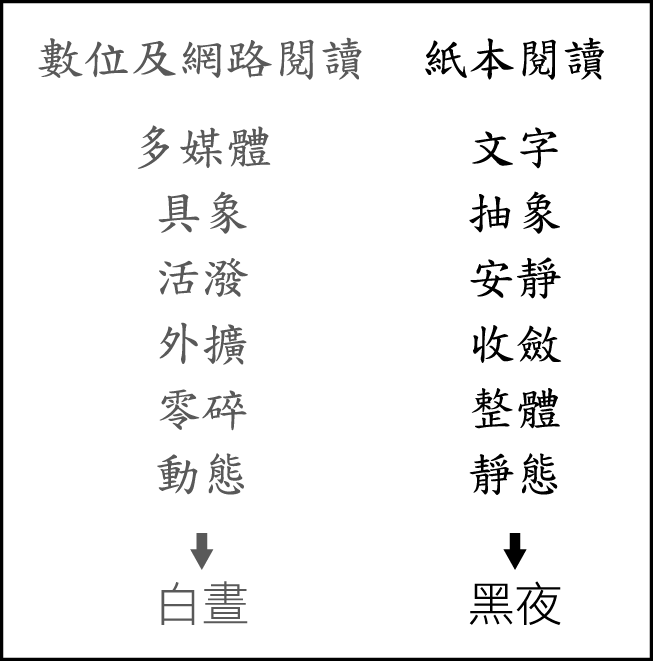 數位及網路閱讀 紙本閱讀
多媒體 文字
具象 抽象
活潑 安靜
外擴 收斂
零碎 整體
動態 靜態
白晝 黑夜